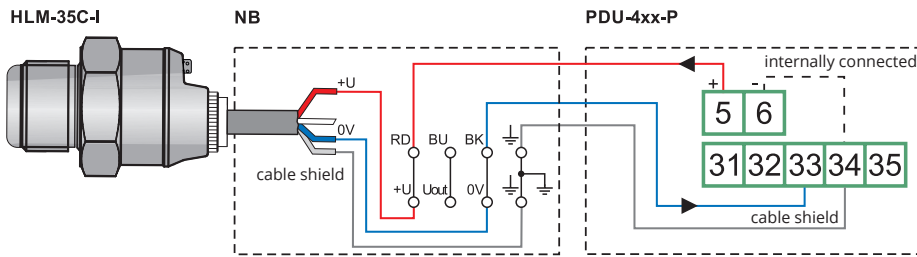 HLM-35C-I
NB
PDU-4xx-P
internally connected
+ -
5 6
+U
0V
cable shield
RD BU BK
+U Uout 0V
31 32 33 34 35
cable shield